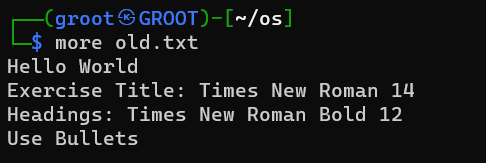 ┌──(groot㉿GROOT)-[~/os]
└─$ more old.txt
Hello World
Exercise Title: Times New Roman 14
Headings: Times New Roman Bold 12
Use Bullets